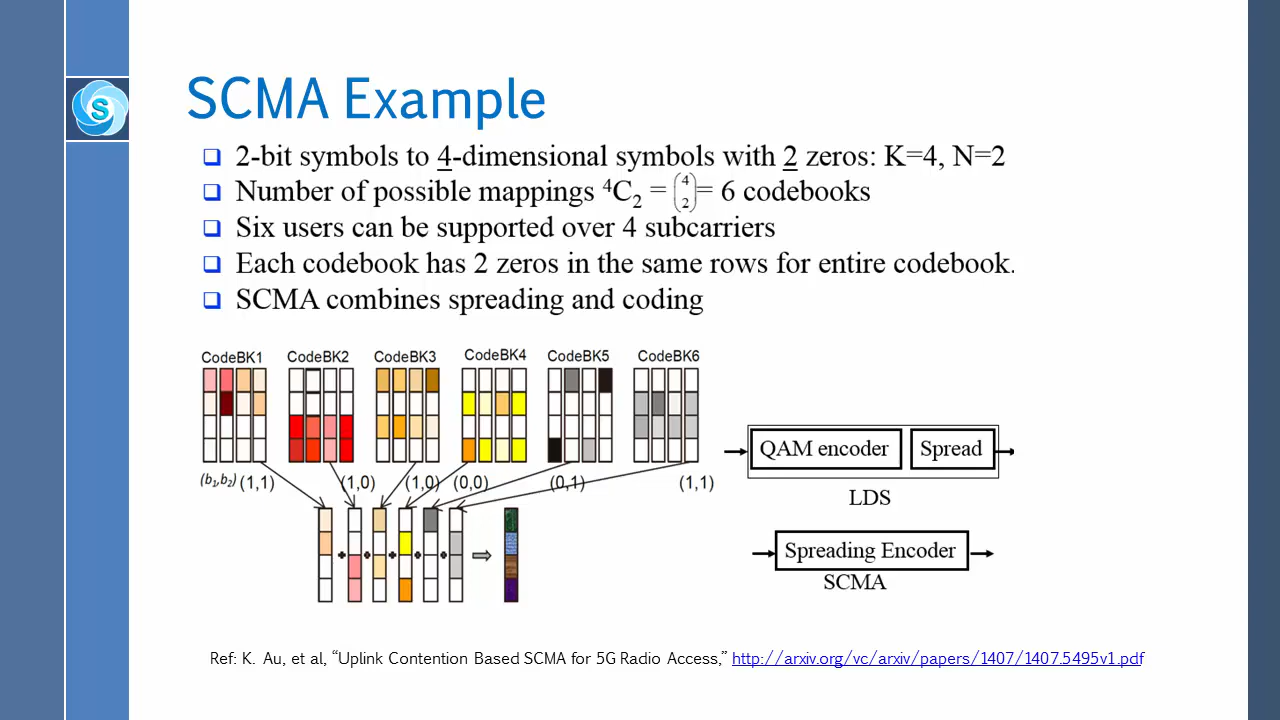 S
SCMA Example
❑ 2-bit symbols to 4-dimensional symbols with 2 zeros: K=4, N=2
❑ Number of possible mappings ⁴C₂ = (4 2) = 6 codebooks
❑ Six users can be supported over 4 subcarriers
❑ Each codebook has 2 zeros in the same rows for entire codebook.
❑ SCMA combines spreading and coding
CodeBK1 CodeBK2 CodeBK3 CodeBK4 CodeBK5 CodeBK6
(b₁,b₂) (1,1) (1,0) (1,0) (0,0) (0,1) (1,1)
QAM encoder Spread
LDS
Spreading Encoder
SCMA
Ref: K. Au, et al, “Uplink Contention Based SCMA for 5G Radio Access,” http://arxiv.org/vc/arxiv/papers/1407/1407.5495v1.pdf